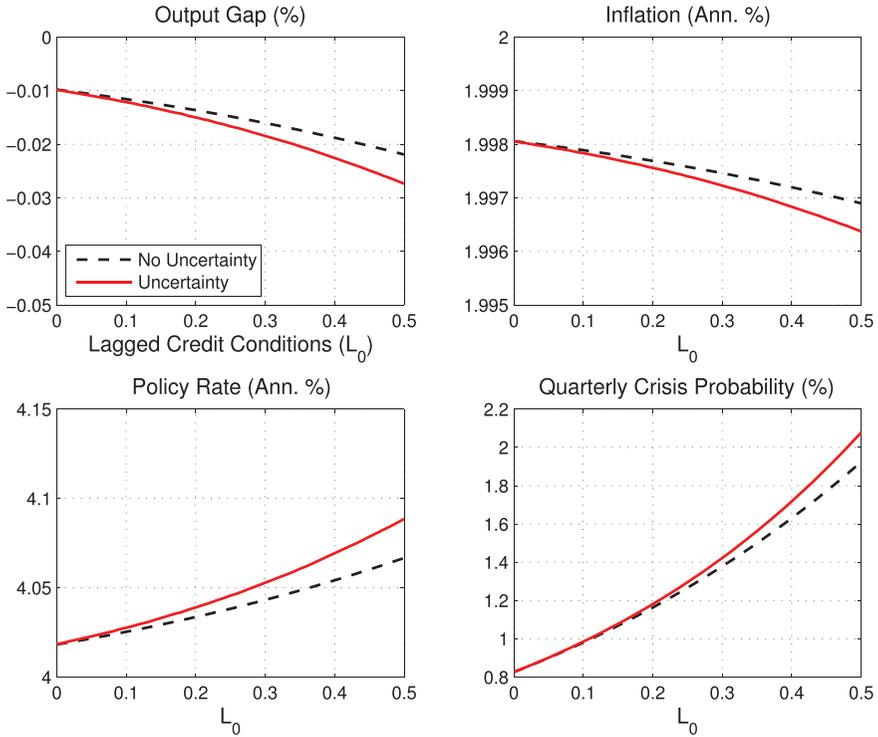 Output Gap (%)
0
−0.01
−0.02
−0.03
−0.04
−0.05
No Uncertainty
Uncertainty
0 0.1 0.2 0.3 0.4 0.5
Lagged Credit Conditions (L0)
Inflation (Ann. %)
2
1.999
1.998
1.997
1.996
1.995
0 0.1 0.2 0.3 0.4 0.5
L0
Policy Rate (Ann. %)
4.15
4.1
4.05
4
0 0.1 0.2 0.3 0.4 0.5
L0
Quarterly Crisis Probability (%)
2.2
2
1.8
1.6
1.4
1.2
1
0.8
0 0.1 0.2 0.3 0.4 0.5
L0